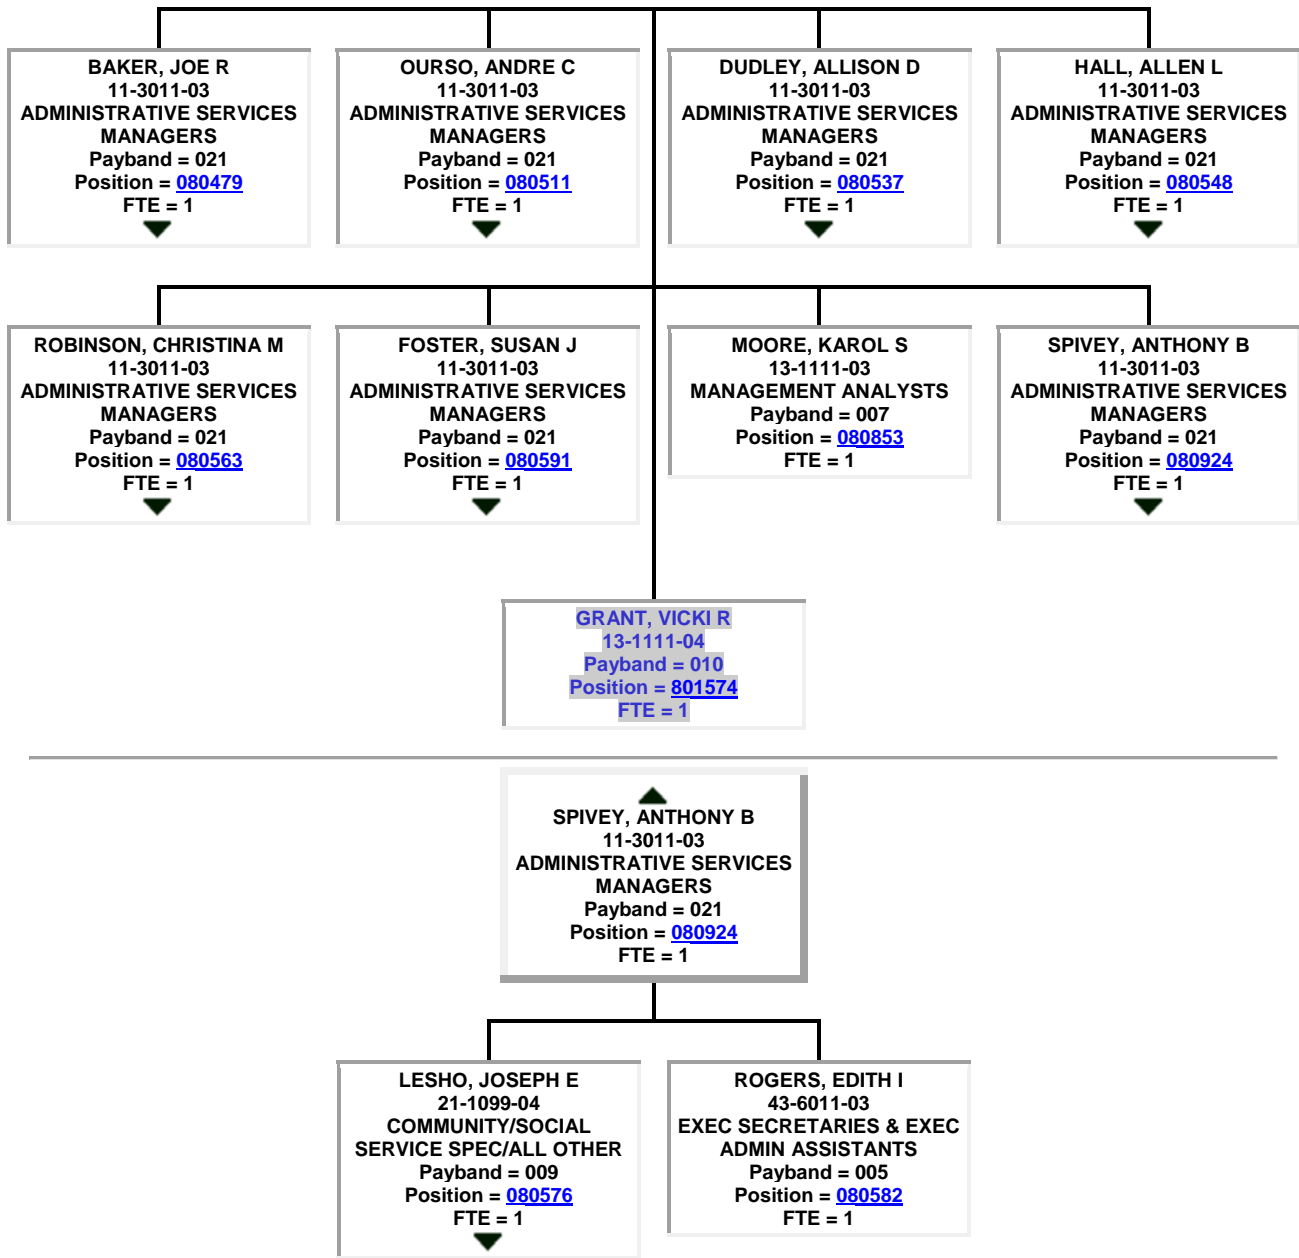 BAKER, JOE R
11-3011-03
ADMINISTRATIVE SERVICES
MANAGERS
Payband = 021
Position = 080479
FTE = 1
OURSO, ANDRE C
11-3011-03
ADMINISTRATIVE SERVICES
MANAGERS
Payband = 021
Position = 080511
FTE = 1
DUDLEY, ALLISON D
11-3011-03
ADMINISTRATIVE SERVICES
MANAGERS
Payband = 021
Position = 080537
FTE = 1
HALL, ALLEN L
11-3011-03
ADMINISTRATIVE SERVICES
MANAGERS
Payband = 021
Position = 080548
FTE = 1
ROBINSON, CHRISTINA M
11-3011-03
ADMINISTRATIVE SERVICES
MANAGERS
Payband = 021
Position = 080563
FTE = 1
FOSTER, SUSAN J
11-3011-03
ADMINISTRATIVE SERVICES
MANAGERS
Payband = 021
Position = 080591
FTE = 1
MOORE, KAROL S
13-1111-03
MANAGEMENT ANALYSTS
Payband = 007
Position = 080853
FTE = 1
SPIVEY, ANTHONY B
11-3011-03
ADMINISTRATIVE SERVICES
MANAGERS
Payband = 021
Position = 080924
FTE = 1
GRANT, VICKI R
13-1111-04
Payband = 010
Position = 801574
FTE = 1
SPIVEY, ANTHONY B
11-3011-03
ADMINISTRATIVE SERVICES
MANAGERS
Payband = 021
Position = 080924
FTE = 1
LESHO, JOSEPH E
21-1099-04
COMMUNITY/SOCIAL
SERVICE SPEC/ALL OTHER
Payband = 009
Position = 080576
FTE = 1
ROGERS, EDITH I
43-6011-03
EXEC SECRETARIES & EXEC
ADMIN ASSISTANTS
Payband = 005
Position = 080582
FTE = 1